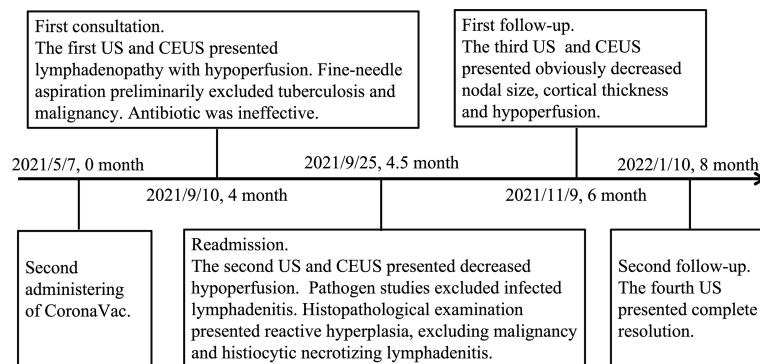 First consultation.
The first US and CEUS presented
lymphadenopathy with hypoperfusion. Fine-needle
aspiration preliminarily excluded tuberculosis and
malignancy. Antibiotic was ineffective.
First follow-up.
The third US and CEUS
presented obviously decreased
nodal size, cortical thickness
and hypoperfusion.
2021/5/7, 0 month
2021/9/25, 4.5 month
2022/1/10, 8 month
2021/9/10, 4 month
2021/11/9, 6 month
Second
administering
of CoronaVac.
Readmission.
The second US and CEUS presented decreased
hypoperfusion. Pathogen studies excluded infected
lymphadenitis. Histopathological examination
presented reactive hyperplasia, excluding malignancy
and histiocytic necrotizing lymphadenitis.
Second follow-up.
The fourth US
presented complete
resolution.